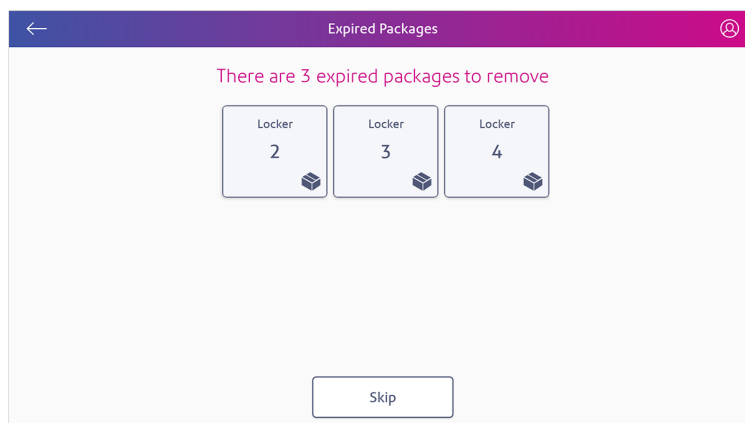 Expired Packages
There are 3 expired packages to remove
Locker Locker Locker
2 3 4
Skip